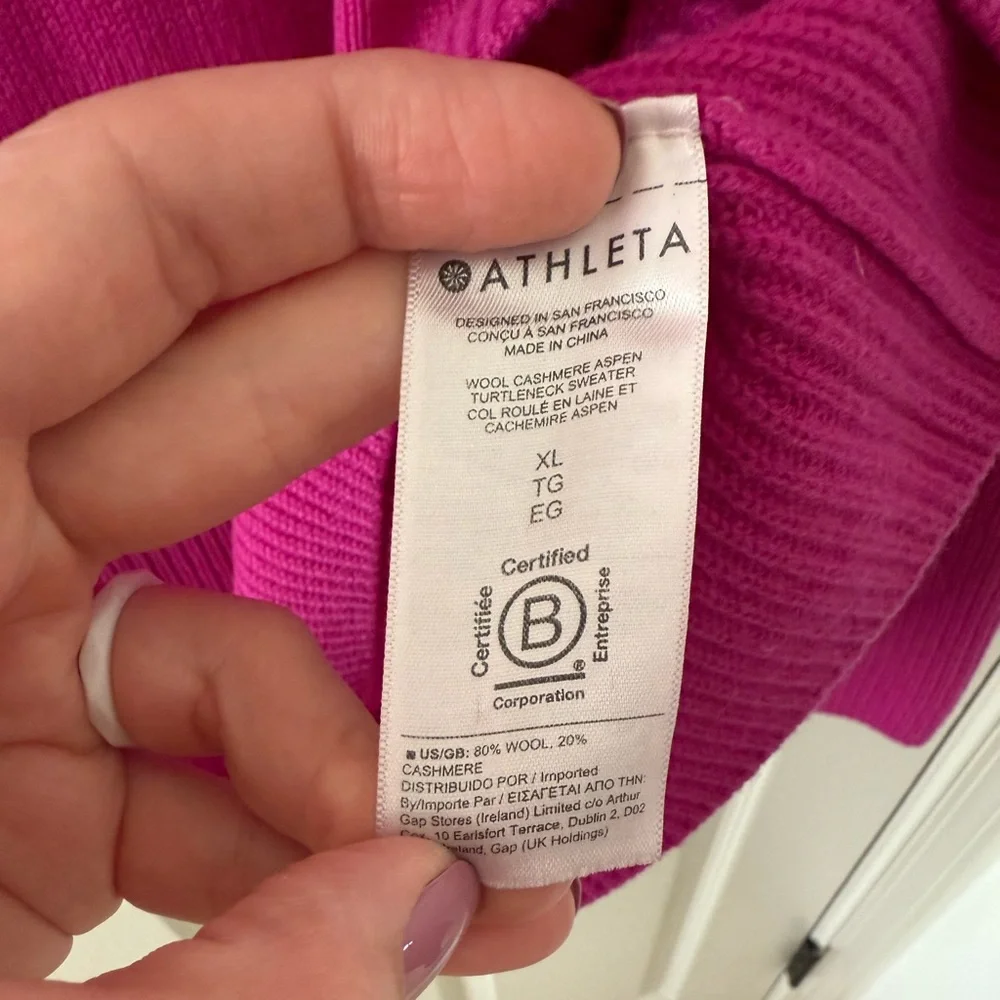 ATHLETA
DESIGNED IN SAN FRANCISCO
CONÇU À SAN FRANCISCO
MADE IN CHINA
WOOL CASHMERE ASPEN
TURTLENECK SWEATER
COL ROULÉ EN LAINE ET
CACHEMIRE ASPEN
XL
TG
EG
Certified
Certifiée
B
Entreprise
®
Corporation
US/GB: 80% WOOL, 20%
CASHMERE
DISTRIBUIDO POR / Imported
By/Importe Par / ΕΙΣΑΓΕΤΑΙ ΑΠΟ ΤΗΝ:
Gap Stores (Ireland) Limited c/o Arthur
10 Earlsfort Terrace, Dublin 2, D02
Gap (UK Holdings)